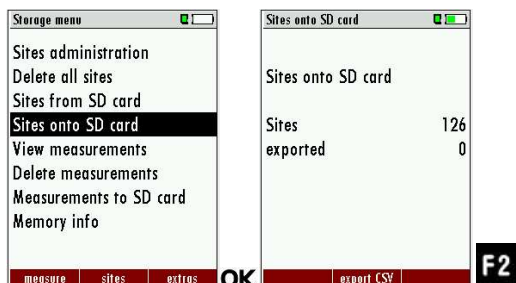 Storage menu
Sites administration
Delete all sites
Sites from SD card
Sites onto SD card
View measurements
Delete measurements
Measurements to SD card
Memory info
measure sites extras
OK
Sites onto SD card
Sites onto SD card
Sites 126
exported 0
export CSV
F2